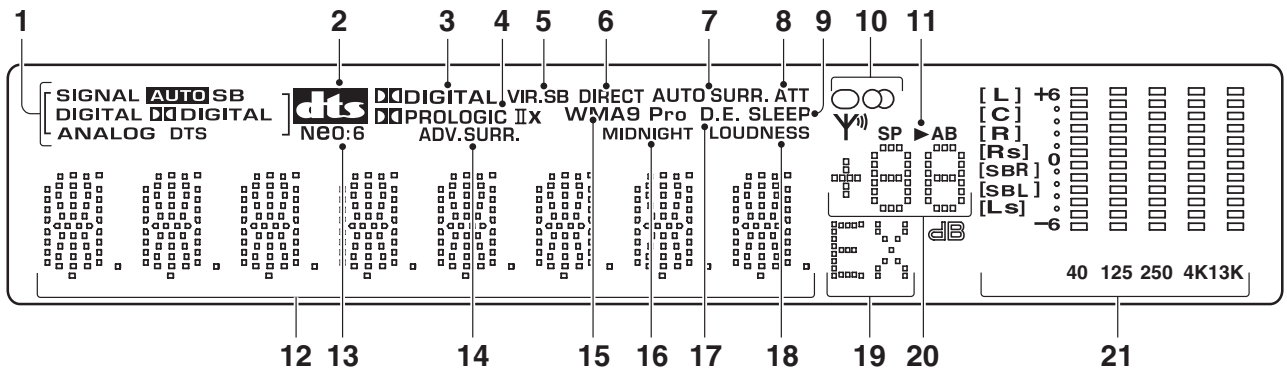 1 2 3 4 5 6 7 8 9 10 11
SIGNAL AUTO SB
DIGITAL DIGITAL
ANALOG DTS
dts
Neo:6
DIGITAL VIR.SB DIRECT AUTO SURR. ATT
PROLOGIC IIx WMA9 Pro D.E. SLEEP
ADV.SURR. MIDNIGHT LOUDNESS
SP ►AB
+88
EX dB
[ L ] +6
[ C ]
[ R ]
[Rs] 0
[SBR]
[SBL]
[Ls] −6
40 125 250 4K 13K
12 13 14 15 16 17 18 19 20 21